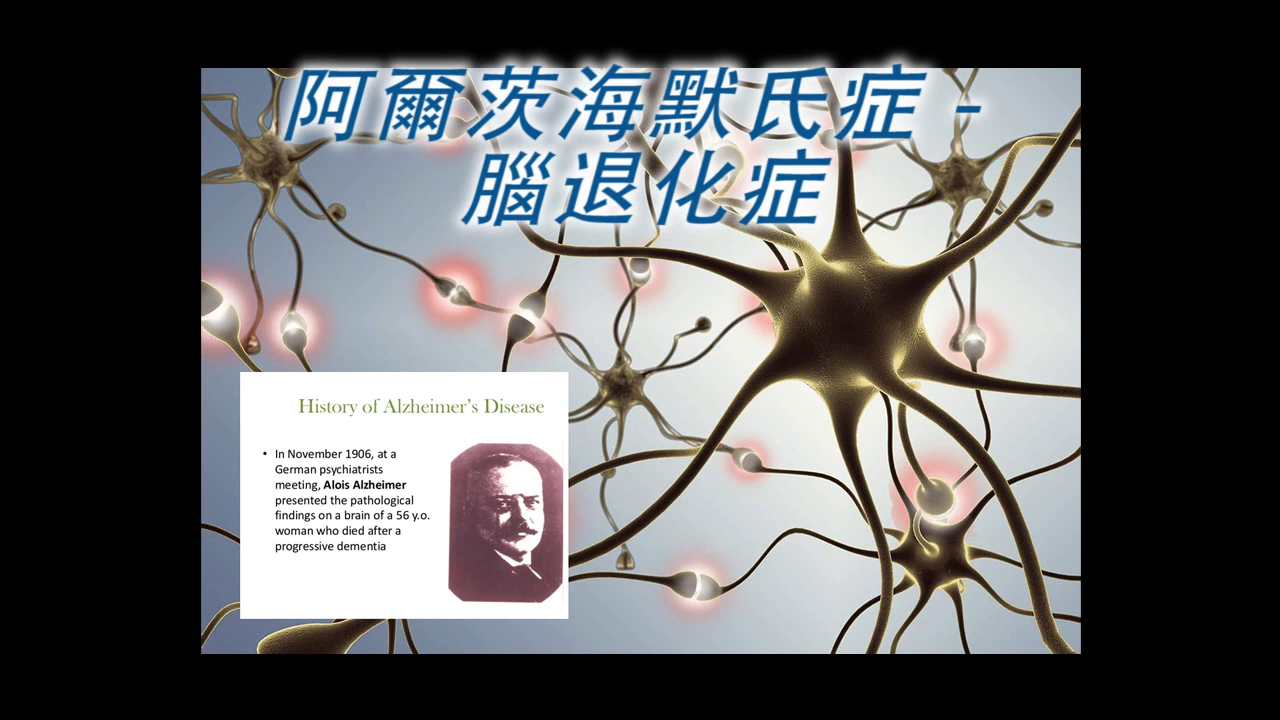 阿爾茨海默氏症 -
腦退化症
History of Alzheimer's Disease
• In November 1906, at a
German psychiatrists
meeting, Alois Alzheimer
presented the pathological
findings on a brain of a 56 y.o.
woman who died after a
progressive dementia